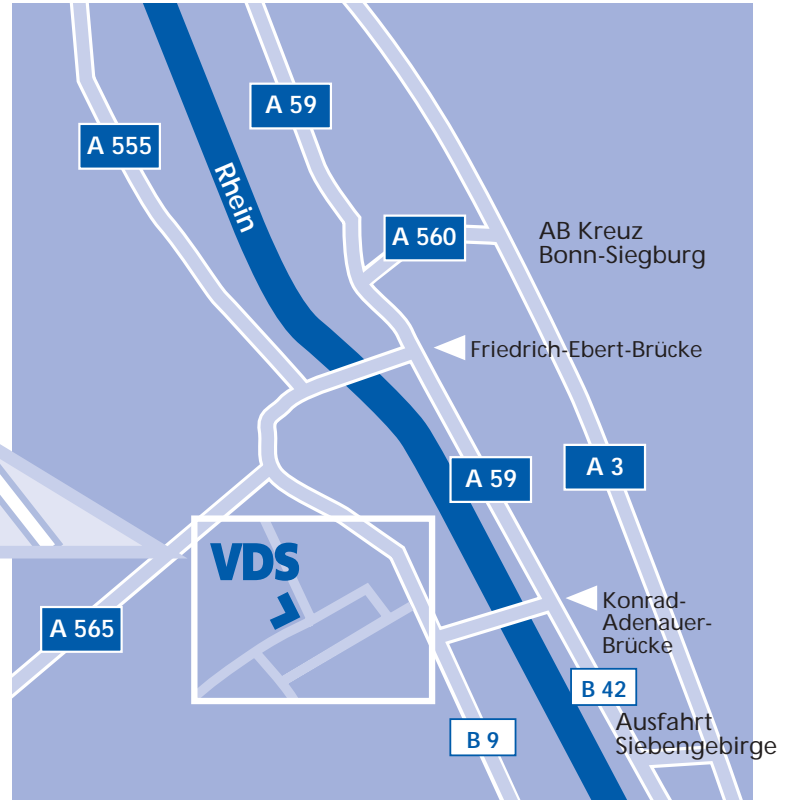 A 59
A 555
Rhein
A 560
AB Kreuz
Bonn-Siegburg
Friedrich-Ebert-Brücke
A 59
A 3
VDS
A 565
Konrad-
Adenauer-
Brücke
B 42
B 9
Ausfahrt
Siebengebirge